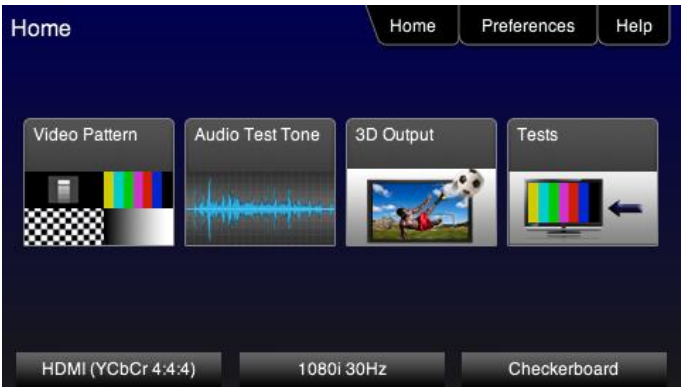 Home
Home
Preferences
Help
Video Pattern
Audio Test Tone
3D Output
Tests
HDMI (YCbCr 4:4:4)
1080i 30Hz
Checkerboard